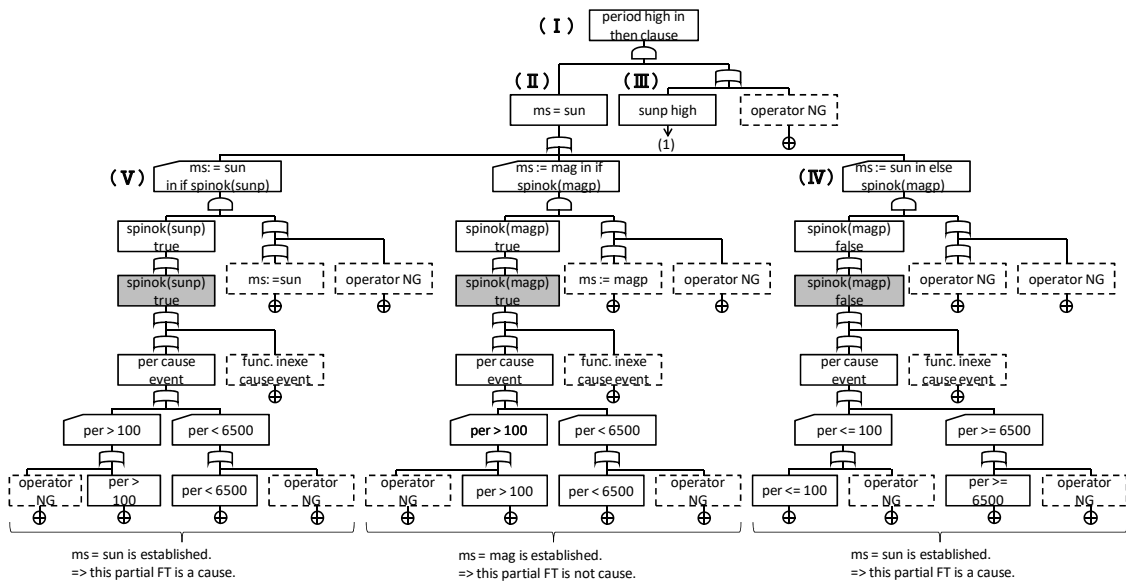 (Ⅰ)
period high in
then clause
(Ⅱ)
(Ⅲ)
ms = sun
sunp high
operator NG
(1)
(Ⅴ)
ms: = sun
in if spinok(sunp)
ms := mag in if
spinok(magp)
(Ⅳ)
ms := sun in else
spinok(magp)
spinok(sunp)
true
spinok(magp)
true
spinok(magp)
false
spinok(sunp)
true
ms: =sun
operator NG
spinok(magp)
true
ms := magp
operator NG
spinok(magp)
false
operator NG
operator NG
per cause
event
func. inexe
cause event
per cause
event
func. inexe
cause event
per cause
event
func. inexe
cause event
per > 100
per < 6500
per > 100
per < 6500
per <= 100
per >= 6500
operator
NG
per >
100
per < 6500
operator
NG
operator
NG
per > 100
per < 6500
operator
NG
per <= 100
operator
NG
per >=
6500
operator
NG
ms = sun is established.
=> this partial FT is a cause.
ms = mag is established.
=> this partial FT is not cause.
ms = sun is established.
=> this partial FT is a cause.